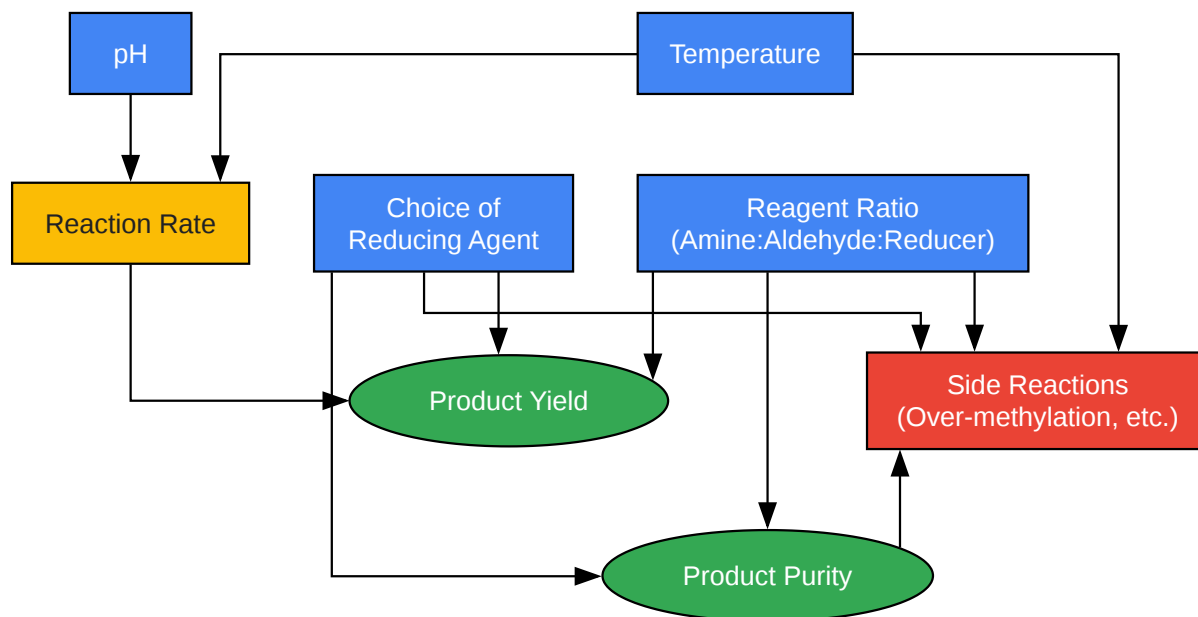 pH
Temperature
Reaction Rate
Choice of
Reducing Agent
Reagent Ratio
(Amine:Aldehyde:Reducer)
Product Yield
Side Reactions
(Over-methylation, etc.)
Product Purity